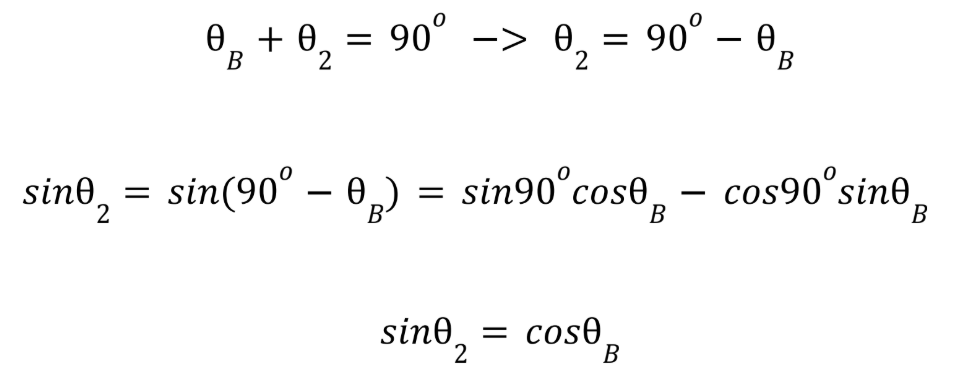 θ_B + θ_2 = 90° −> θ_2 = 90° − θ_B
sinθ_2 = sin(90° − θ_B) = sin90°cosθ_B − cos90°sinθ_B
sinθ_2 = cosθ_B